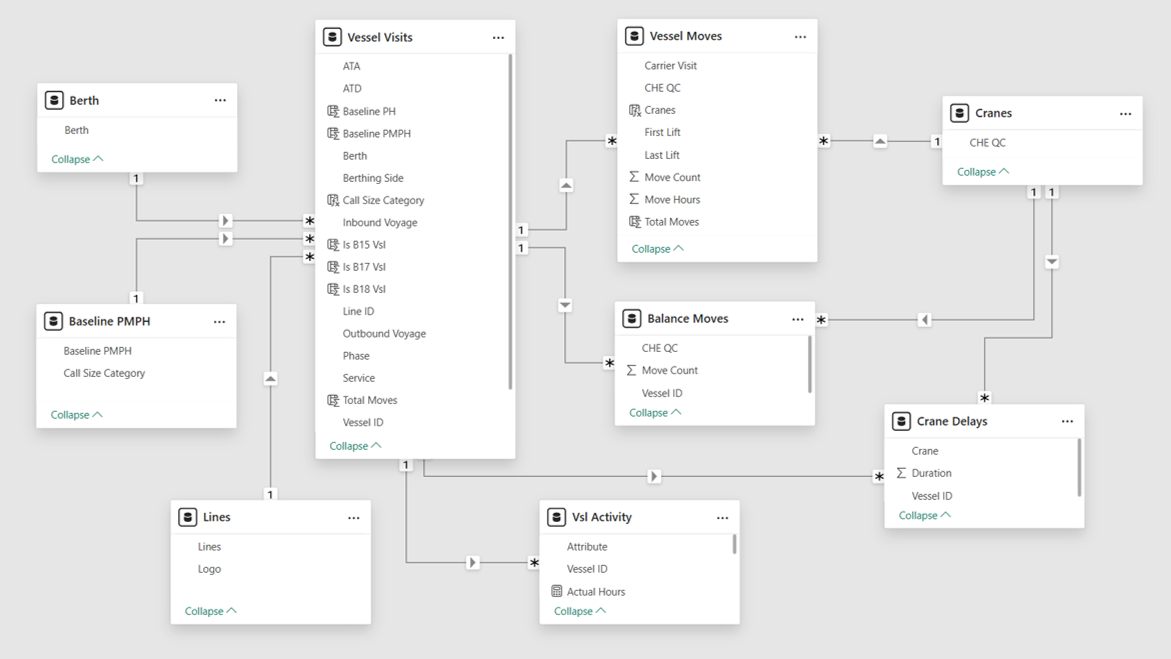 Berth
...
Berth
Collapse
Baseline PMPH
...
Baseline PMPH
Call Size Category
Collapse
Lines
...
Lines
Logo
Collapse
Vessel Visits
...
ATA
ATD
Baseline PH
Baseline PMPH
Berth
Berthing Side
Call Size Category
Inbound Voyage
Is B15 Vsl
Is B17 Vsl
Is B18 Vsl
Line ID
Outbound Voyage
Phase
Service
Total Moves
Vessel ID
Collapse
Vessel Moves
...
Carrier Visit
CHE QC
Cranes
First Lift
Last Lift
Σ Move Count
Σ Move Hours
Total Moves
Collapse
Balance Moves
...
CHE QC
Σ Move Count
Vessel ID
Collapse
Vsl Activity
...
Attribute
Vessel ID
Actual Hours
Collapse
Cranes
...
CHE QC
Collapse
Crane Delays
...
Crane
Σ Duration
Vessel ID
Collapse
1
*
1
*
1
*
1
*
1
*
1
*
*
1
*
1
*
1
*